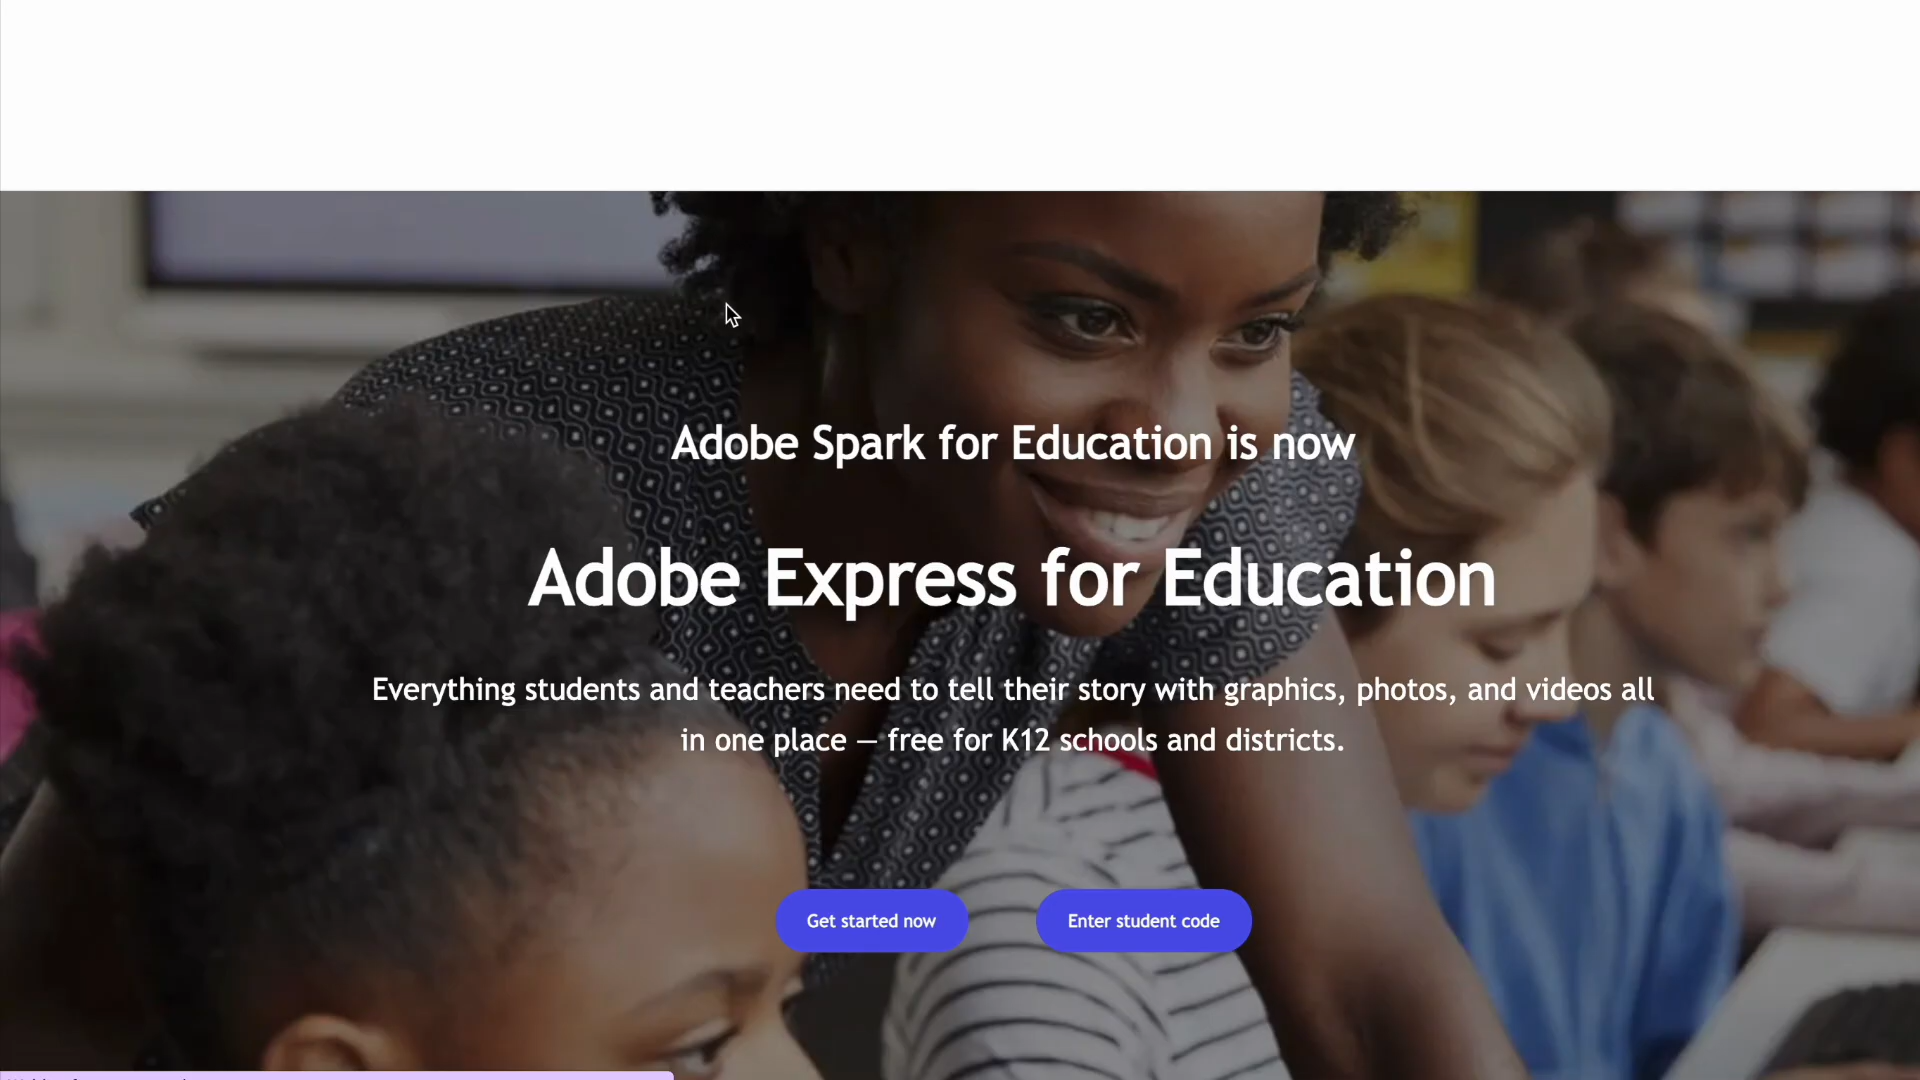 Adobe Spark for Education is now
Adobe Express for Education
Everything students and teachers need to tell their story with graphics, photos, and videos all
in one place — free for K12 schools and districts.
Get started now
Enter student code